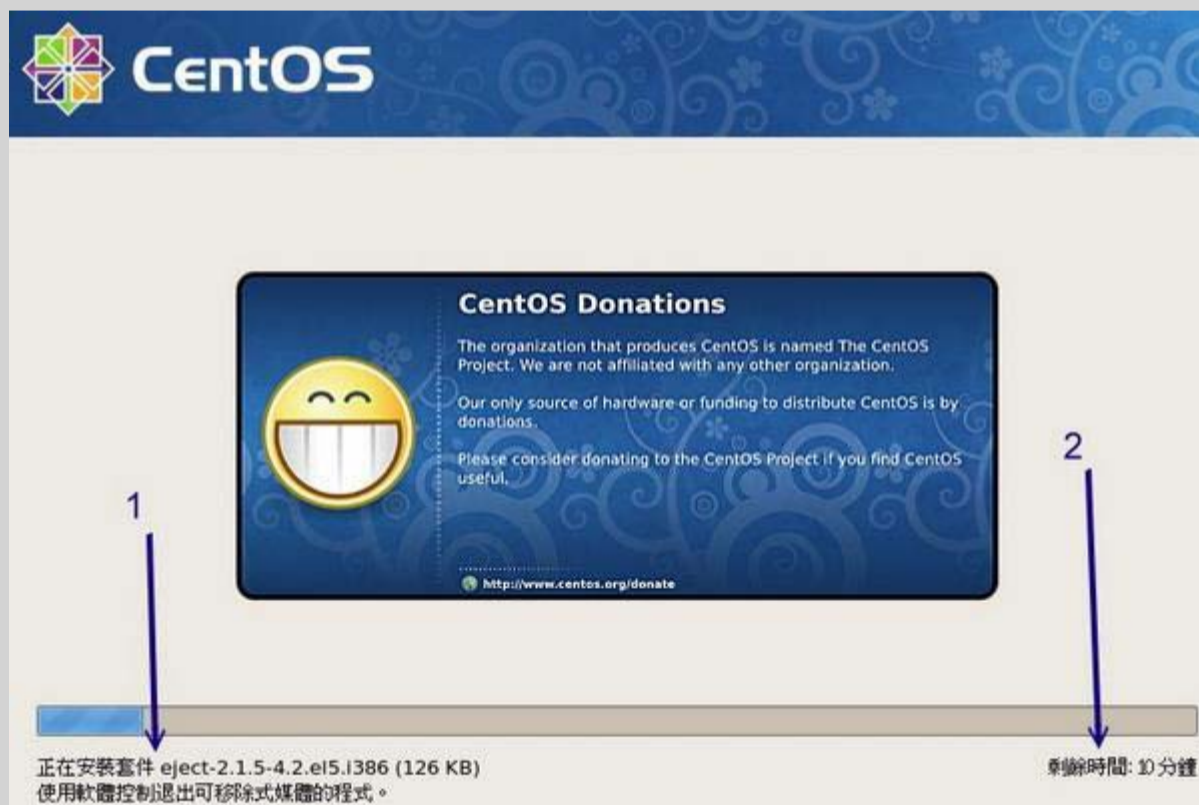 CentOS
CentOS Donations
The organization that produces CentOS is named The CentOS
Project. We are not affiliated with any other organization.
Our only source of hardware or funding to distribute CentOS is by
donations.
Please consider donating to the CentOS Project if you find CentOS
useful.
http://www.centos.org/donate
1
2
正在安裝套件 eject-2.1.5-4.2.el5.i386 (126 KB)
使用軟體控制退出可移除式媒體的程式。
剩餘時間: 10 分鐘